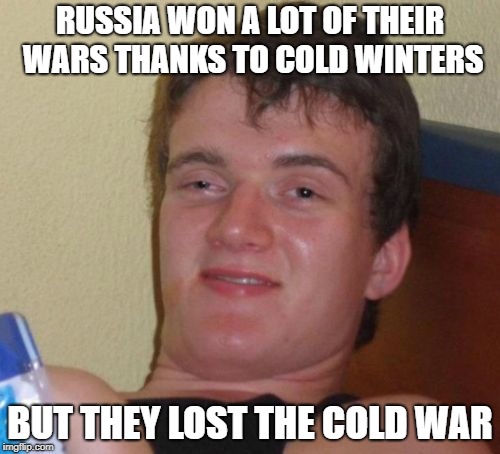 RUSSIA WON A LOT OF THEIR
WARS THANKS TO COLD WINTERS
BUT THEY LOST THE COLD WAR
imgflip.com